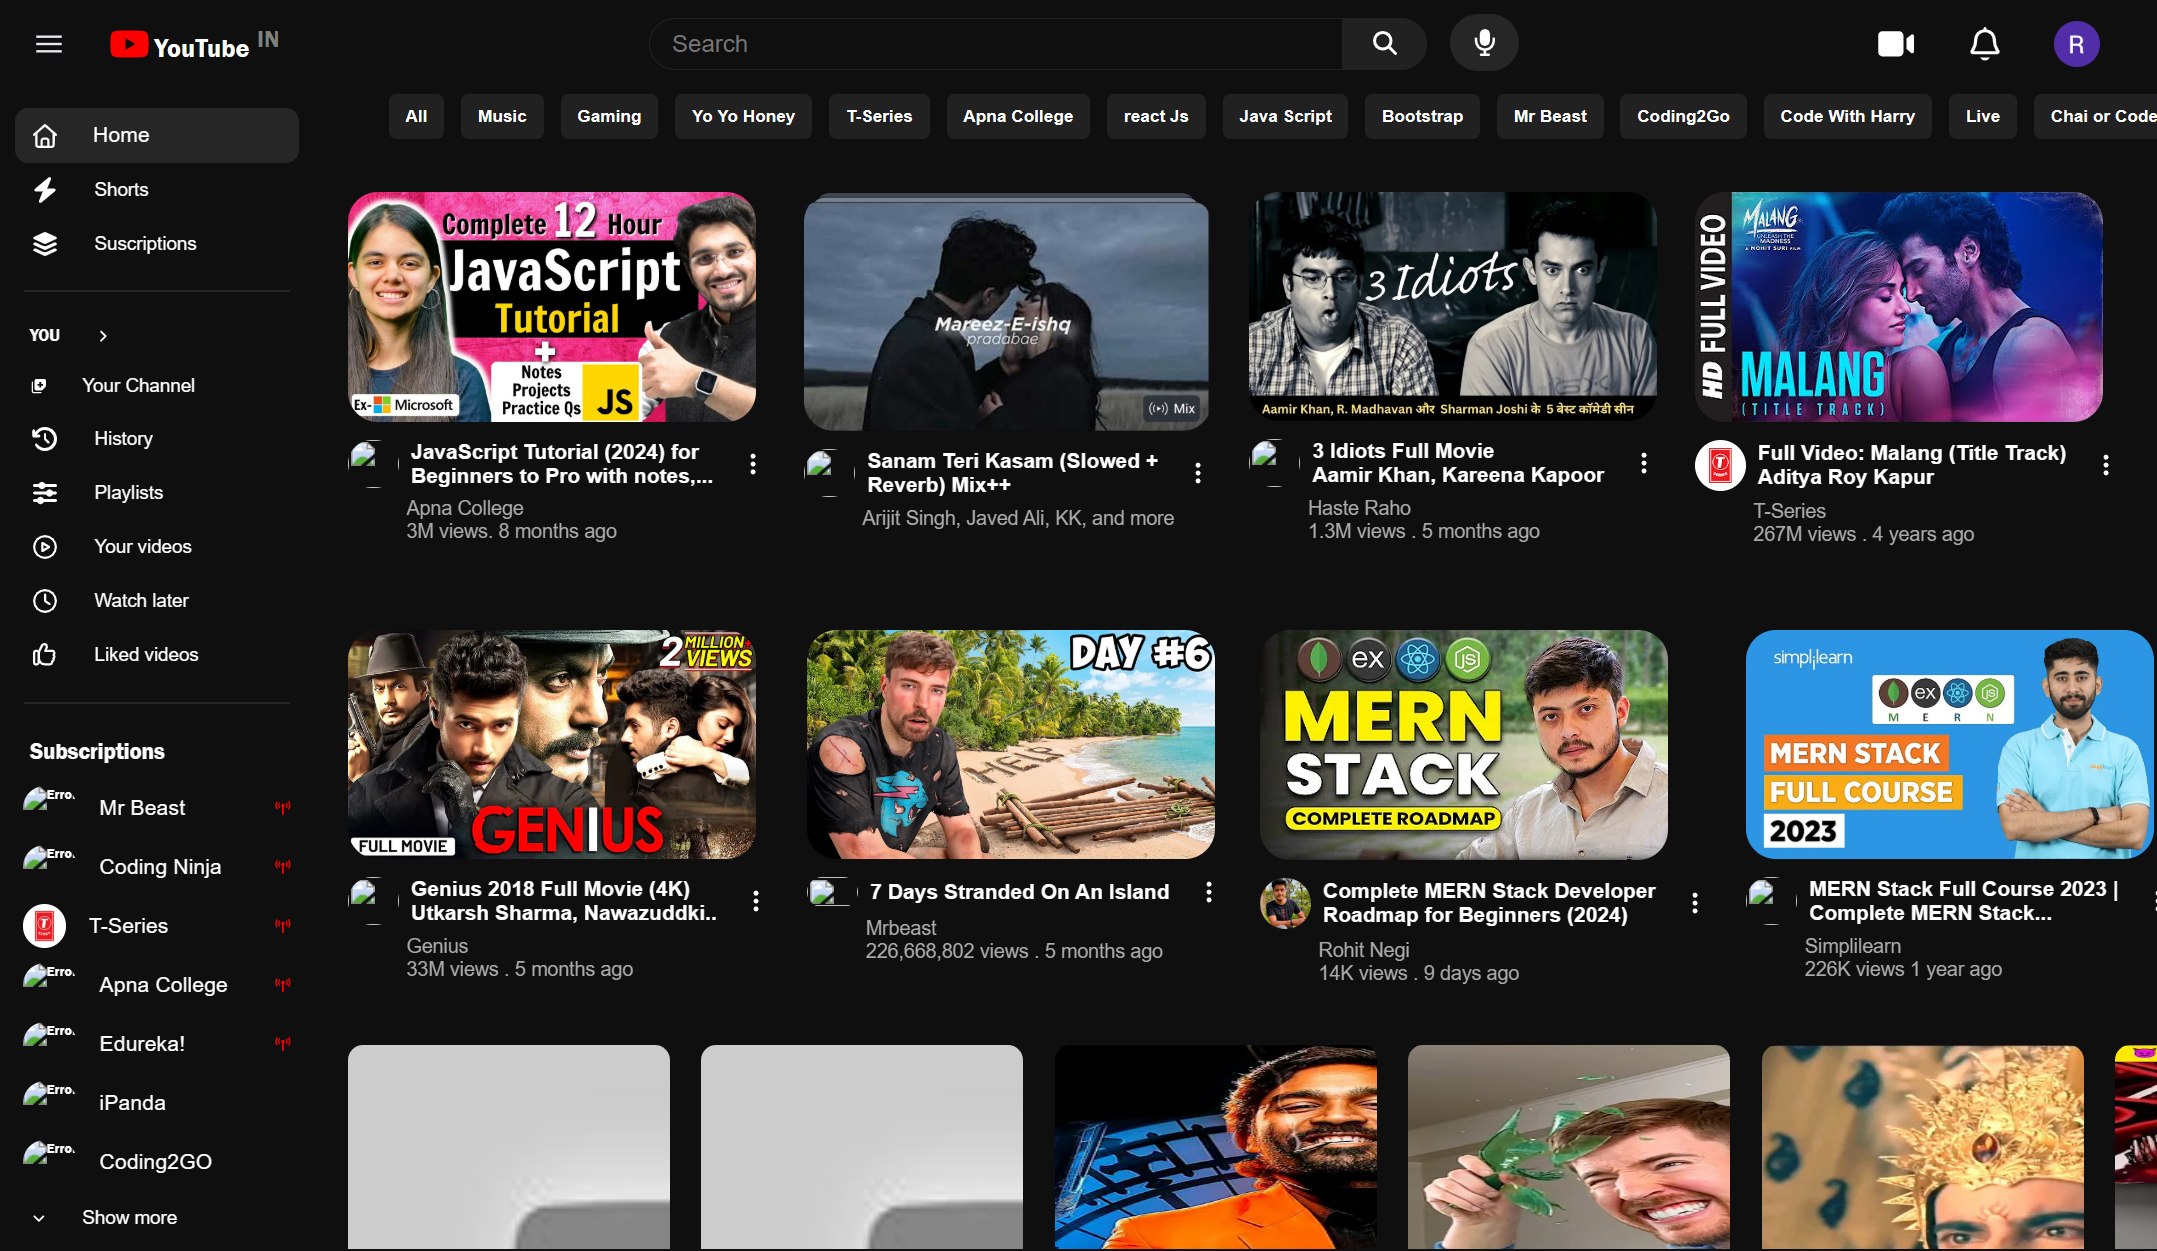 YouTube IN
Search
R
All
Music
Gaming
Yo Yo Honey
T-Series
Apna College
react Js
Java Script
Bootstrap
Mr Beast
Coding2Go
Code With Harry
Live
Chai or Code
Home
Shorts
Suscriptions
YOU
Your Channel
History
Playlists
Your videos
Watch later
Liked videos
Subscriptions
Erro.
Mr Beast
Erro.
Coding Ninja
T-Series
Erro.
Apna College
Erro.
Edureka!
Erro.
iPanda
Erro.
Coding2GO
Show more
Complete 12 Hour
JavaScript
Tutorial
+
Notes
Projects
Practice Qs
JS
Ex- Microsoft
JavaScript Tutorial (2024) for
Beginners to Pro with notes,...
Apna College
3M views. 8 months ago
Mareez-E-ishq
pradabae
Mix
Sanam Teri Kasam (Slowed +
Reverb) Mix++
Arijit Singh, Javed Ali, KK, and more
3 Idiots
Aamir Khan, R. Madhavan और Sharman Joshi के 5 बेस्ट कॉमेडी सीन
3 Idiots Full Movie
Aamir Khan, Kareena Kapoor
Haste Raho
1.3M views . 5 months ago
HD FULL VIDEO
MALANG
UNLEASH THE
MADNESS
A MOHIT SURI FILM
MALANG
(TITLE TRACK)
Full Video: Malang (Title Track)
Aditya Roy Kapur
T-Series
267M views . 4 years ago
2 MILLION+
VIEWS
GENIUS
FULL MOVIE
Genius 2018 Full Movie (4K)
Utkarsh Sharma, Nawazuddki..
Genius
33M views . 5 months ago
DAY #6
HELP
7 Days Stranded On An Island
Mrbeast
226,668,802 views . 5 months ago
ex
JS
MERN
STACK
COMPLETE ROADMAP
Complete MERN Stack Developer
Roadmap for Beginners (2024)
Rohit Negi
14K views . 9 days ago
simplilearn
ex
JS
M E R N
MERN STACK
FULL COURSE
2023
MERN Stack Full Course 2023 |
Complete MERN Stack...
Simplilearn
226K views 1 year ago